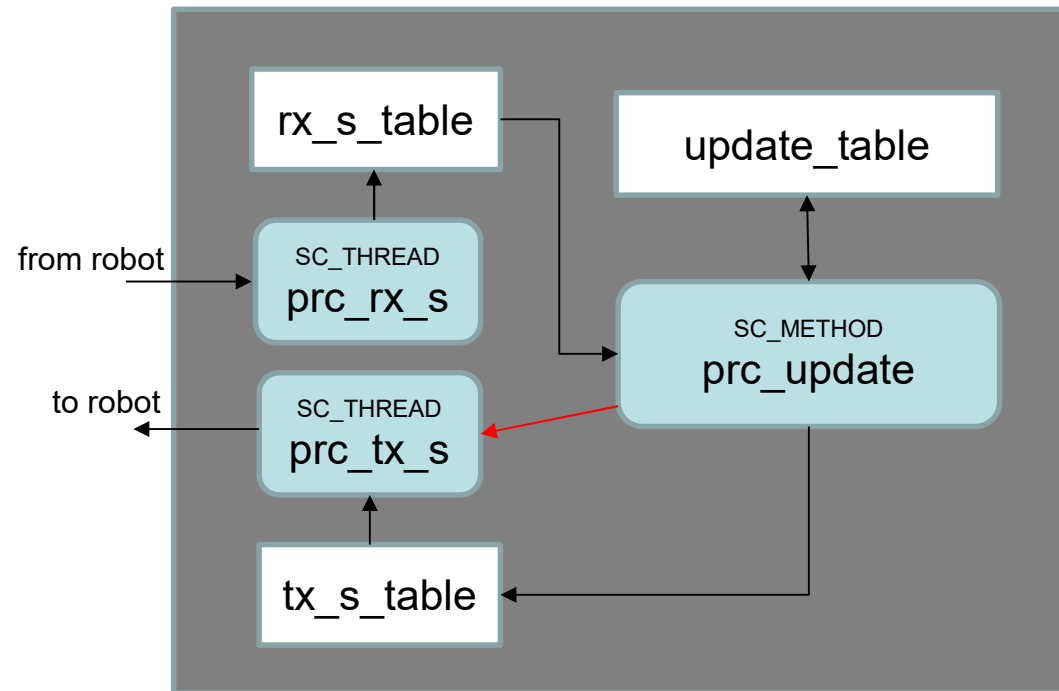 rx_s_table
update_table
from robot
SC_THREAD
prc_rx_s
SC_METHOD
prc_update
to robot
SC_THREAD
prc_tx_s
tx_s_table